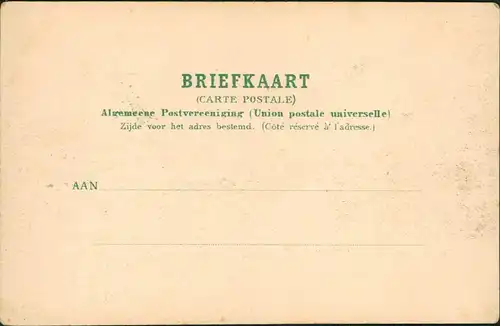 BRIEFKAART
(CARTE POSTALE)
Algemeene Postvereeniging (Union postale universelle)
Zijde voor het adres bestemd. (Côté réservé à l'adresse.)
AAN